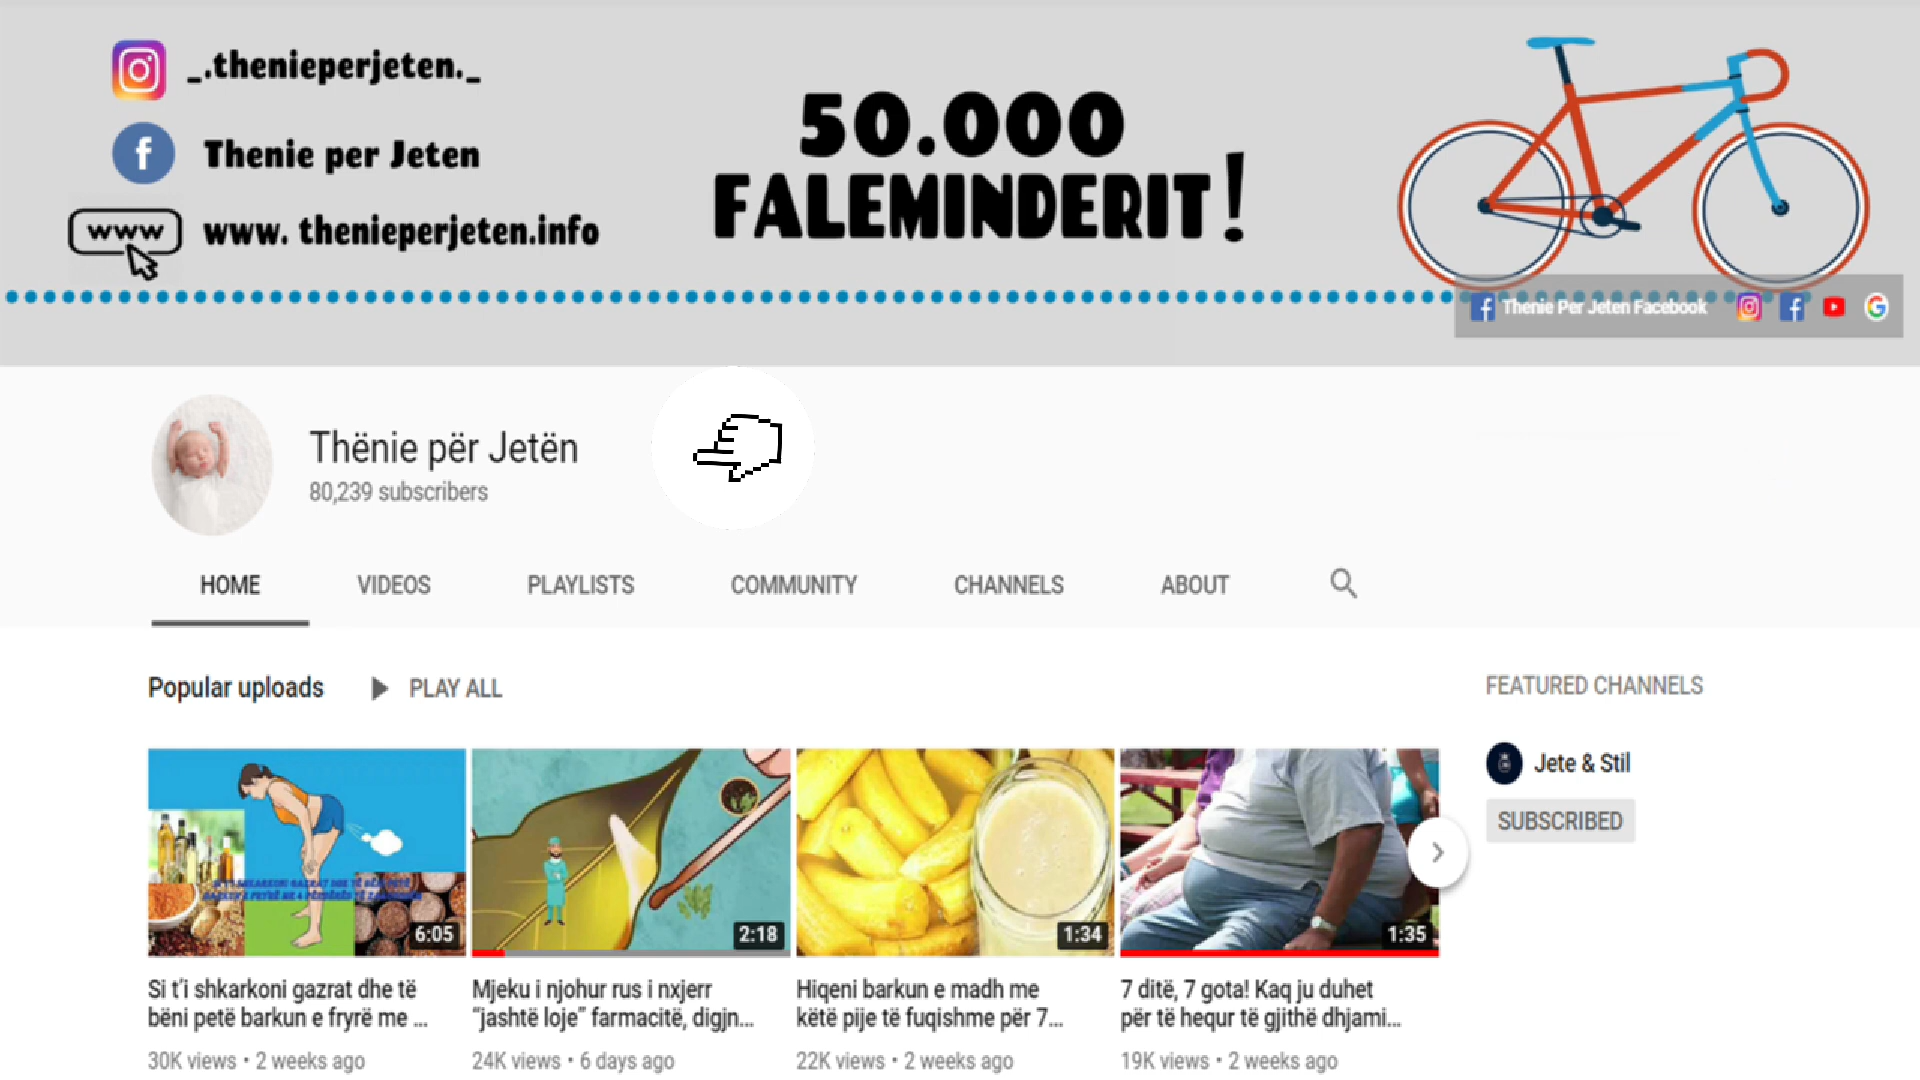 _.thenieperjeten._
Thenie per Jeten
www
www. thenieperjeten.info
50.000
FALEMINDERIT!
Thenie Per Jeten Facebook
Thënie për Jetën
80,239 subscribers
HOME VIDEOS PLAYLISTS COMMUNITY CHANNELS ABOUT
Popular uploads PLAY ALL
6:05
Si t'i shkarkoni gazrat dhe të
bëni petë barkun e fryrë me ...
30K views • 2 weeks ago
2:18
Mjeku i njohur rus i nxjerr
"jashtë loje" farmacitë, digjn...
24K views • 6 days ago
1:34
Hiqeni barkun e madh me
këtë pije të fuqishme për 7...
22K views • 2 weeks ago
1:35
7 ditë, 7 gota! Kaq ju duhet
për të hequr të gjithë dhjami...
19K views • 2 weeks ago
FEATURED CHANNELS
Jete & Stil
SUBSCRIBED